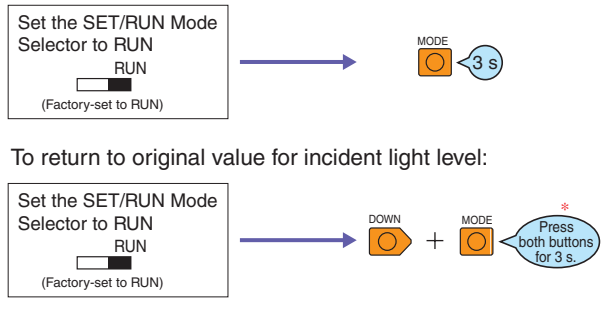 Set the SET/RUN Mode
Selector to RUN
RUN
(Factory-set to RUN)
MODE
3 s
To return to original value for incident light level:
Set the SET/RUN Mode
Selector to RUN
RUN
(Factory-set to RUN)
DOWN
+
MODE
*
Press
both buttons
for 3 s.